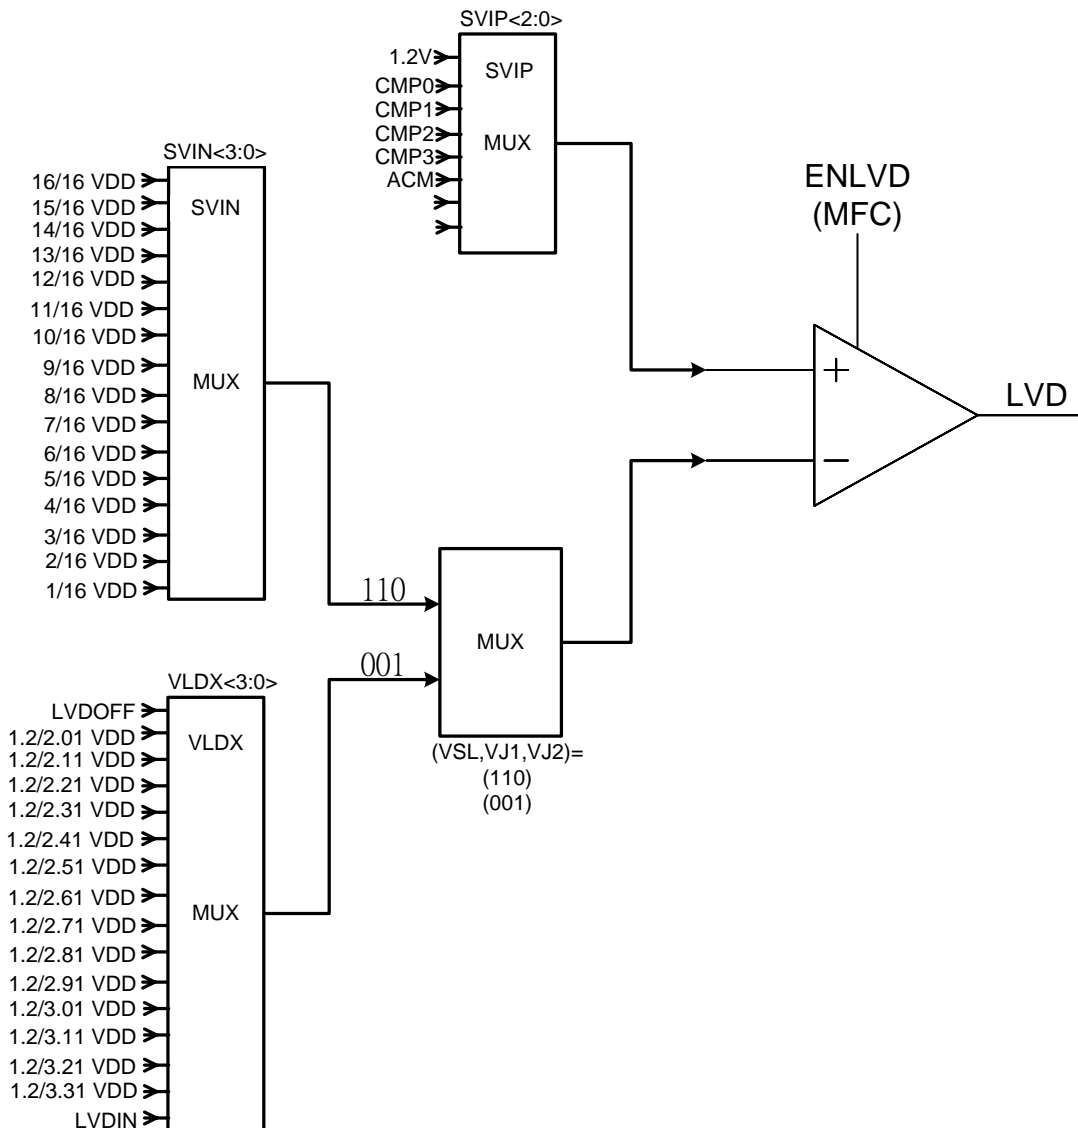 SVIP<2:0>
1.2V
CMP0
CMP1
CMP2
CMP3
ACM
SVIP
MUX
SVIN<3:0>
16/16 VDD
15/16 VDD
14/16 VDD
13/16 VDD
12/16 VDD
11/16 VDD
10/16 VDD
9/16 VDD
8/16 VDD
7/16 VDD
6/16 VDD
5/16 VDD
4/16 VDD
3/16 VDD
2/16 VDD
1/16 VDD
SVIN
MUX
ENLVD
(MFC)
+
−
LVD
110
001
MUX
(VSL,VJ1,VJ2)=
(110)
(001)
VLDX<3:0>
LVDOFF
1.2/2.01 VDD
1.2/2.11 VDD
1.2/2.21 VDD
1.2/2.31 VDD
1.2/2.41 VDD
1.2/2.51 VDD
1.2/2.61 VDD
1.2/2.71 VDD
1.2/2.81 VDD
1.2/2.91 VDD
1.2/3.01 VDD
1.2/3.11 VDD
1.2/3.21 VDD
1.2/3.31 VDD
LVDIN
VLDX
MUX